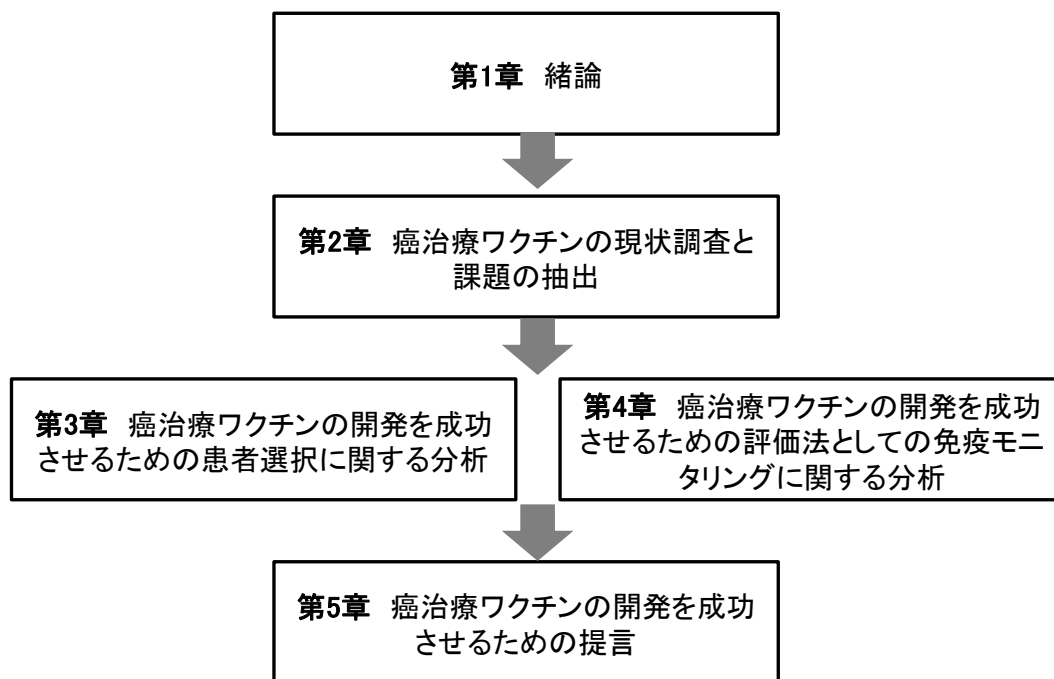 第1章 緒論
第2章 癌治療ワクチンの現状調査と
課題の抽出
第3章 癌治療ワクチンの開発を成功
させるための患者選択に関する分析
第4章 癌治療ワクチンの開発を成功
させるための評価法としての免疫モニ
タリングに関する分析
第5章 癌治療ワクチンの開発を成功
させるための提言